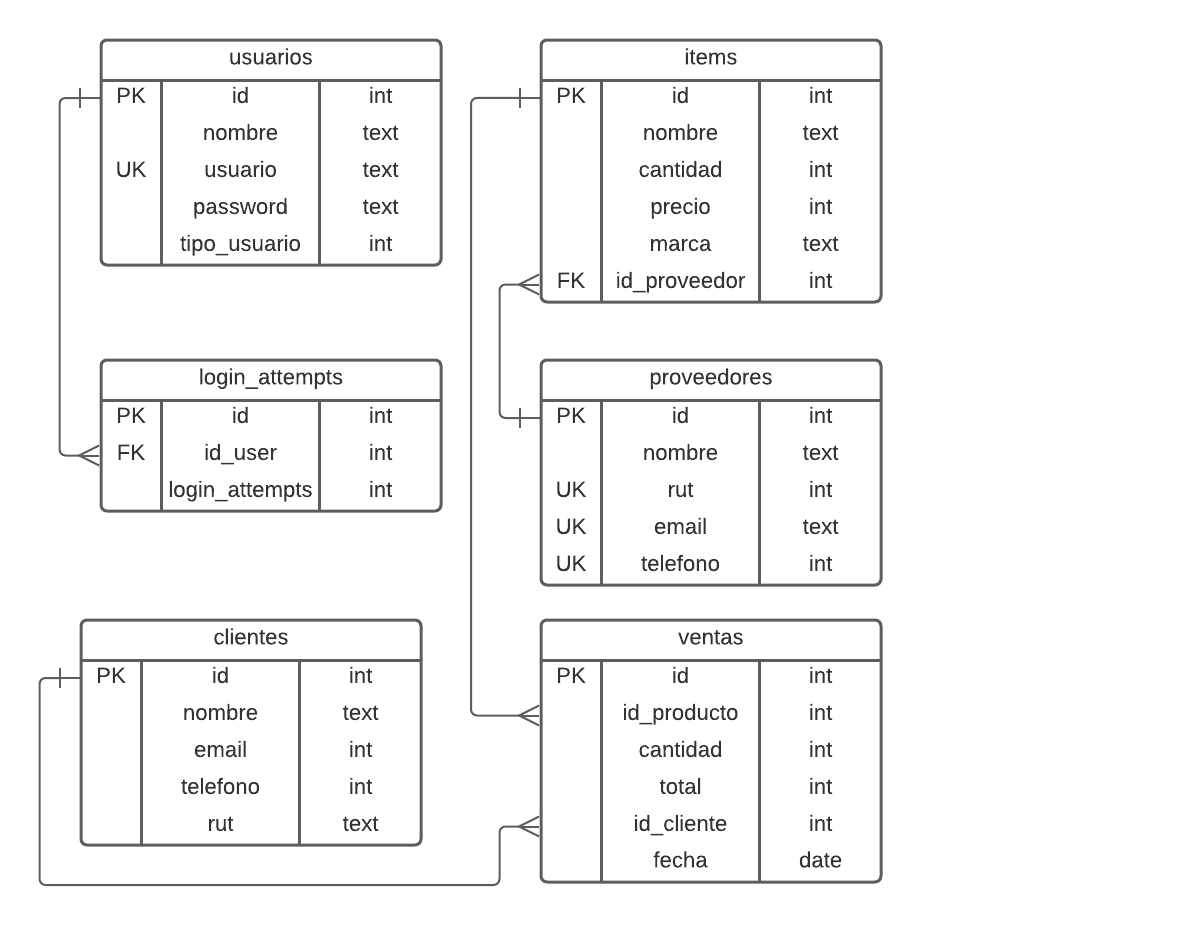 usuarios
PK id int
nombre text
UK usuario text
password text
tipo_usuario int
items
PK id int
nombre text
cantidad int
precio int
marca text
FK id_proveedor int
login_attempts
PK id int
FK id_user int
login_attempts int
proveedores
PK id int
nombre text
UK rut int
UK email text
UK telefono int
clientes
PK id int
nombre text
email int
telefono int
rut text
ventas
PK id int
id_producto int
cantidad int
total int
id_cliente int
fecha date